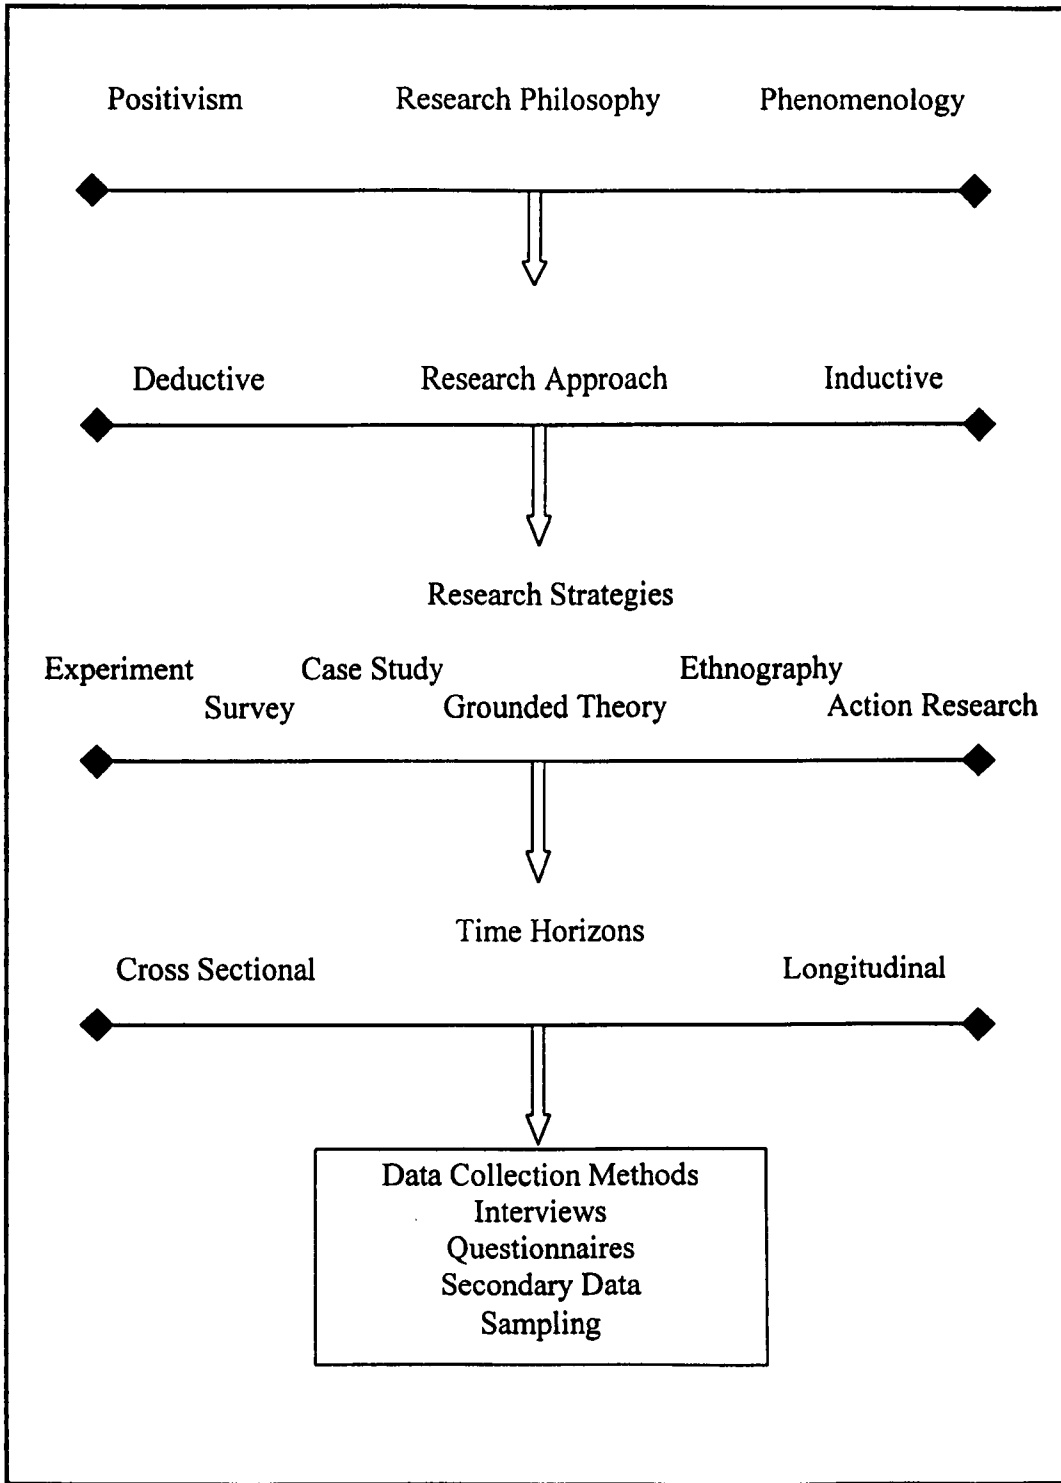 Positivism Research Philosophy Phenomenology
Deductive Research Approach Inductive
Research Strategies
Experiment Case Study Ethnography
Survey Grounded Theory Action Research
Time Horizons
Cross Sectional Longitudinal
Data Collection Methods
Interviews
Questionnaires
Secondary Data
Sampling